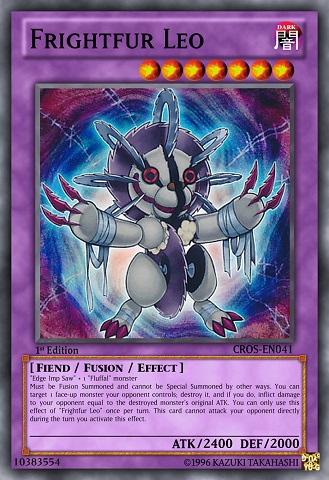 Frightfur Leo
DARK
闇
1st Edition
CROS-EN041
[ Fiend / Fusion / Effect ]
"Edge Imp Saw" + 1 "Fluffal" monster
Must be Fusion Summoned and cannot be Special Summoned by other ways. You can
target 1 face-up monster your opponent controls; destroy it, and if you do, inflict damage
to your opponent equal to the destroyed monster's original ATK. You can only use this
effect of "Frightfur Leo" once per turn. This card cannot attack your opponent directly
during the turn you activate this effect.
ATK/2400 DEF/2000
10383554
©1996 KAZUKI TAKAHASHI